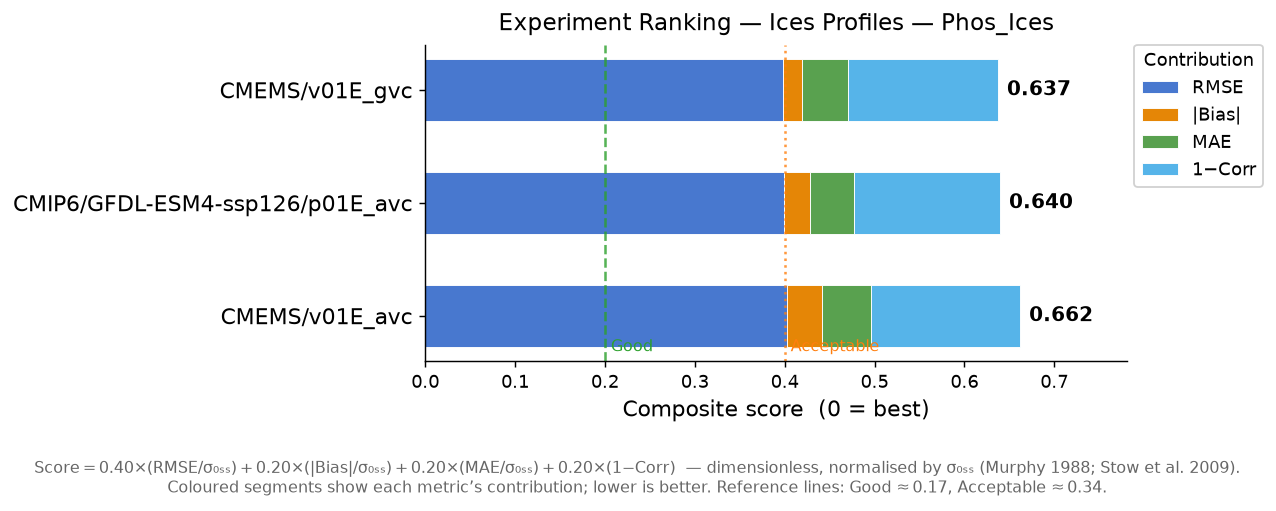 Experiment Ranking — Ices Profiles — Phos_Ices
CMEMS/v01E_gvc
0.637
CMIP6/GFDL-ESM4-ssp126/p01E_avc
0.640
CMEMS/v01E_avc
0.662
Good
Acceptable
0.0 0.1 0.2 0.3 0.4 0.5 0.6 0.7
Composite score (0 = best)
Contribution
RMSE
|Bias|
MAE
1−Corr
Score = 0.40×(RMSE/σ₀ₛₛ) + 0.20×(|Bias|/σ₀ₛₛ) + 0.20×(MAE/σ₀ₛₛ) + 0.20×(1−Corr) — dimensionless, normalised by σ₀ₛₛ (Murphy 1988; Stow et al. 2009).
Coloured segments show each metric’s contribution; lower is better. Reference lines: Good ≈ 0.17, Acceptable ≈ 0.34.